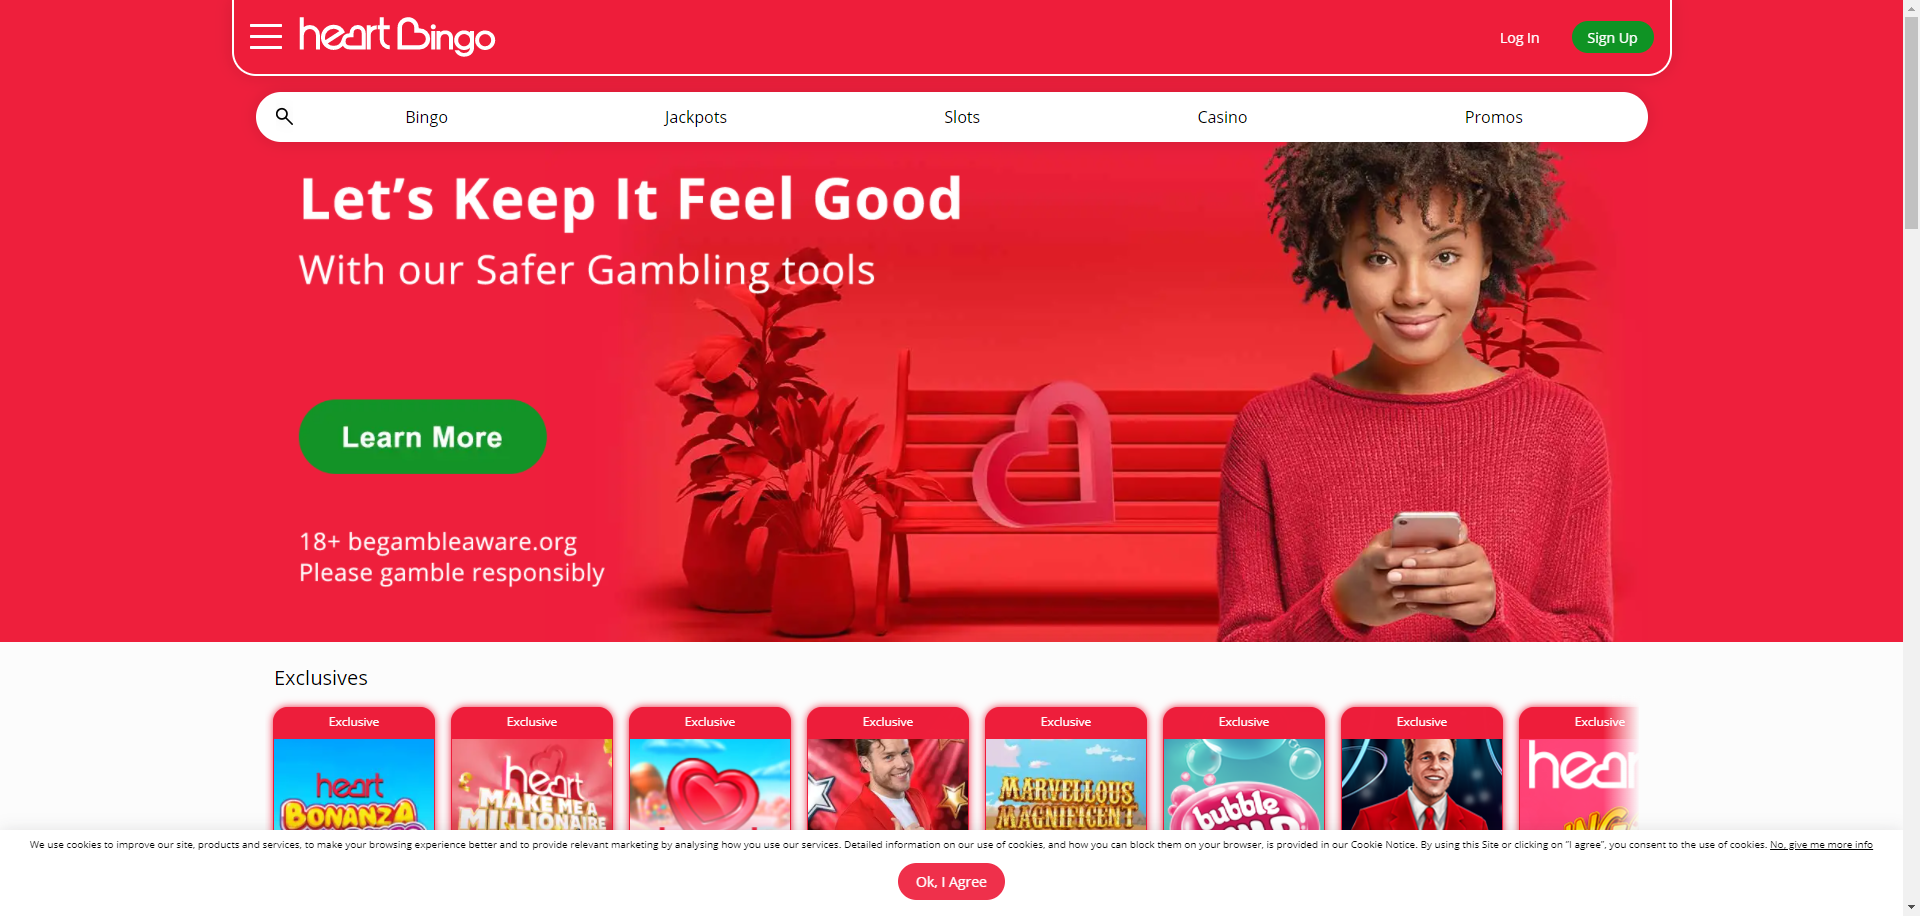 heart Bingo
Log In
Sign Up
Bingo
Jackpots
Slots
Casino
Promos
Let's Keep It Feel Good
With our Safer Gambling tools
Learn More
18+ begambleaware.org
Please gamble responsibly
Exclusives
Exclusive
Exclusive
Exclusive
Exclusive
Exclusive
Exclusive
Exclusive
Exclusive
heart
BONANZA
heart
MAKE ME A
MILLIONAIRE
MARVELLOUS
MAGNIFICENT
bubble
hear
We use cookies to improve our site, products and services, to make your browsing experience better and to provide relevant marketing by analysing how you use our services. Detailed information on our use of cookies, and how you can block them on your browser, is provided in our Cookie Notice. By using this Site or clicking on "I agree", you consent to the use of cookies. No, give me more info
Ok, I Agree